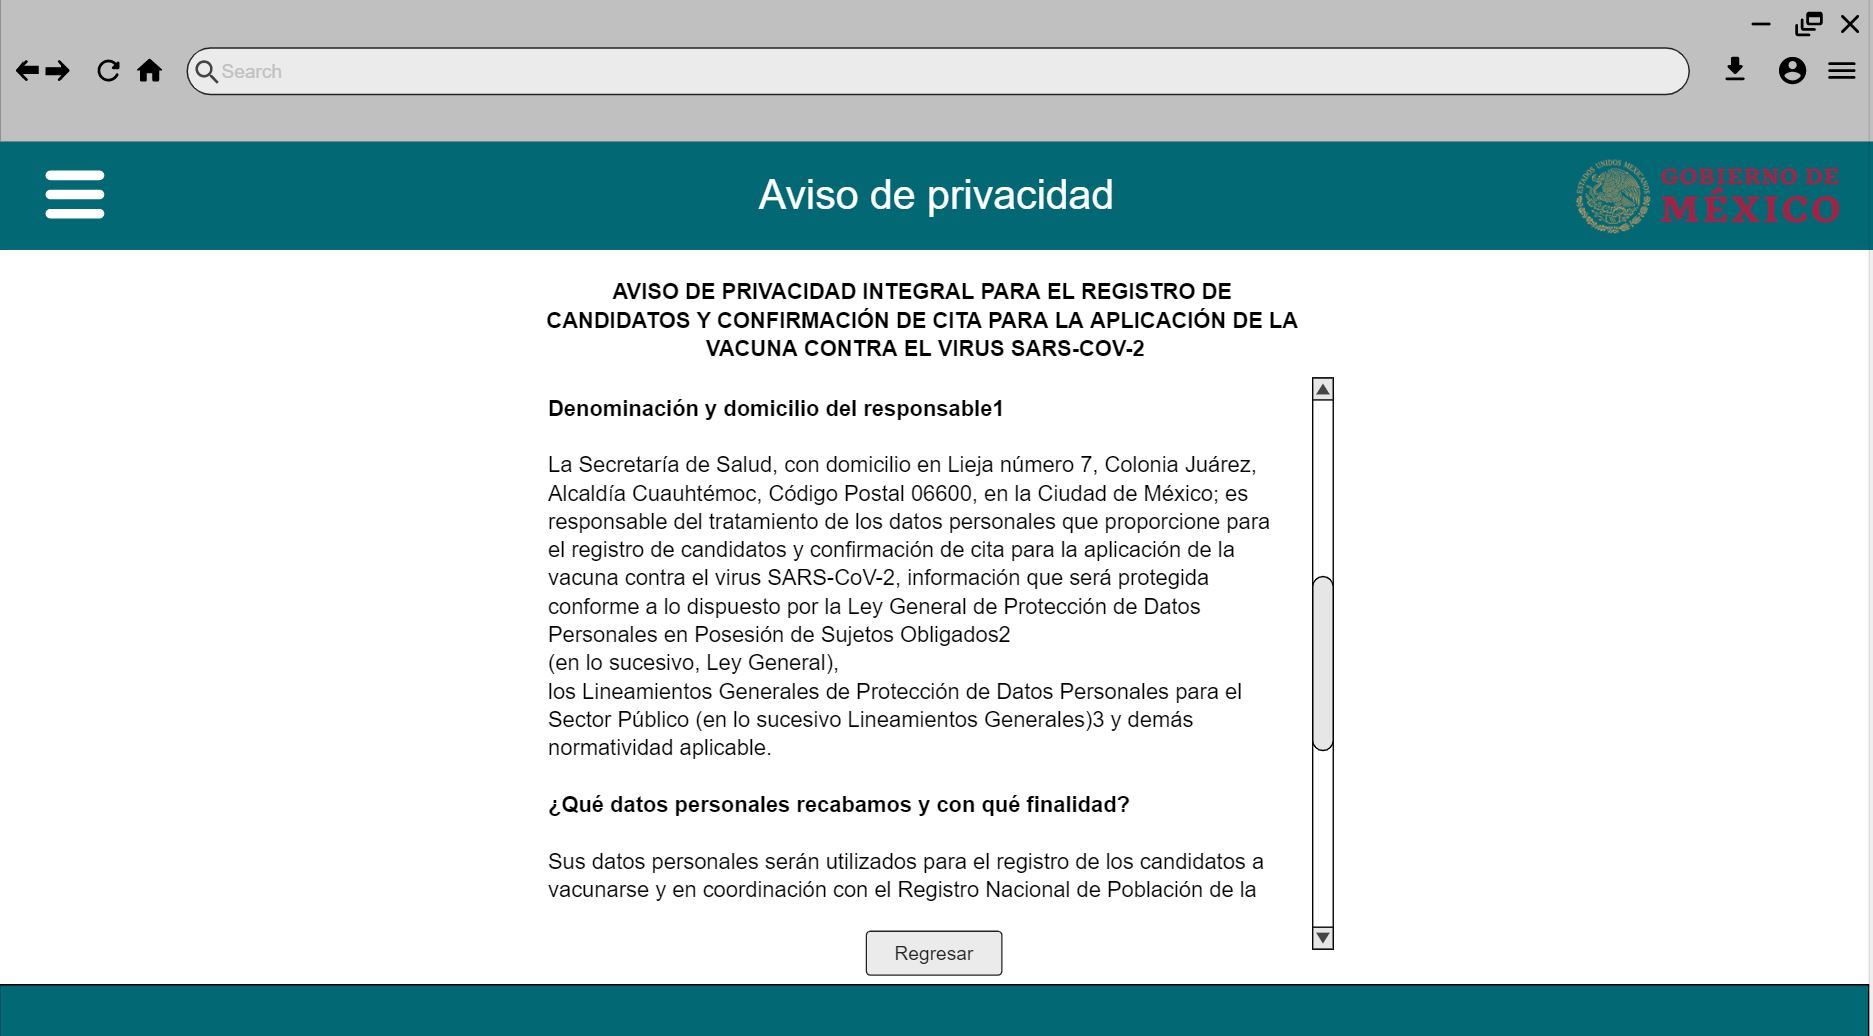 Search
Aviso de privacidad
ESTADOS UNIDOS MEXICANOS
GOBIERNO DE
MÉXICO
AVISO DE PRIVACIDAD INTEGRAL PARA EL REGISTRO DE
CANDIDATOS Y CONFIRMACIÓN DE CITA PARA LA APLICACIÓN DE LA
VACUNA CONTRA EL VIRUS SARS-COV-2
Denominación y domicilio del responsable1
La Secretaría de Salud, con domicilio en Lieja número 7, Colonia Juárez,
Alcaldía Cuauhtémoc, Código Postal 06600, en la Ciudad de México; es
responsable del tratamiento de los datos personales que proporcione para
el registro de candidatos y confirmación de cita para la aplicación de la
vacuna contra el virus SARS-CoV-2, información que será protegida
conforme a lo dispuesto por la Ley General de Protección de Datos
Personales en Posesión de Sujetos Obligados2
(en lo sucesivo, Ley General),
los Lineamientos Generales de Protección de Datos Personales para el
Sector Público (en lo sucesivo Lineamientos Generales)3 y demás
normatividad aplicable.
¿Qué datos personales recabamos y con qué finalidad?
Sus datos personales serán utilizados para el registro de los candidatos a
vacunarse y en coordinación con el Registro Nacional de Población de la
Regresar